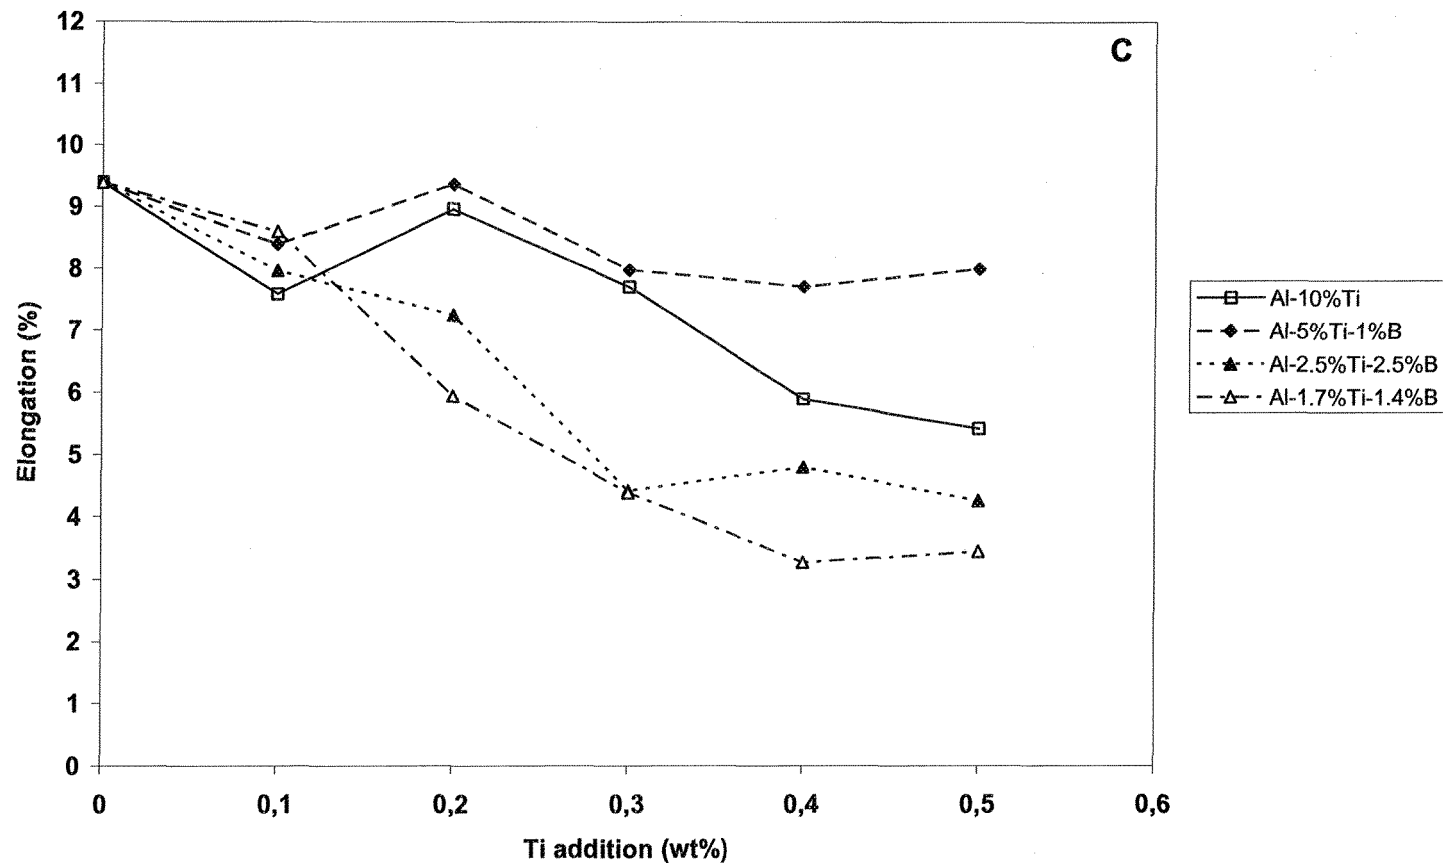 C
12
11
10
9
8
7
6
5
4
3
2
1
0
Elongation (%)
0 0,1 0,2 0,3 0,4 0,5 0,6
Ti addition (wt%)
Al-10%Ti
Al-5%Ti-1%B
Al-2.5%Ti-2.5%B
Al-1.7%Ti-1.4%B